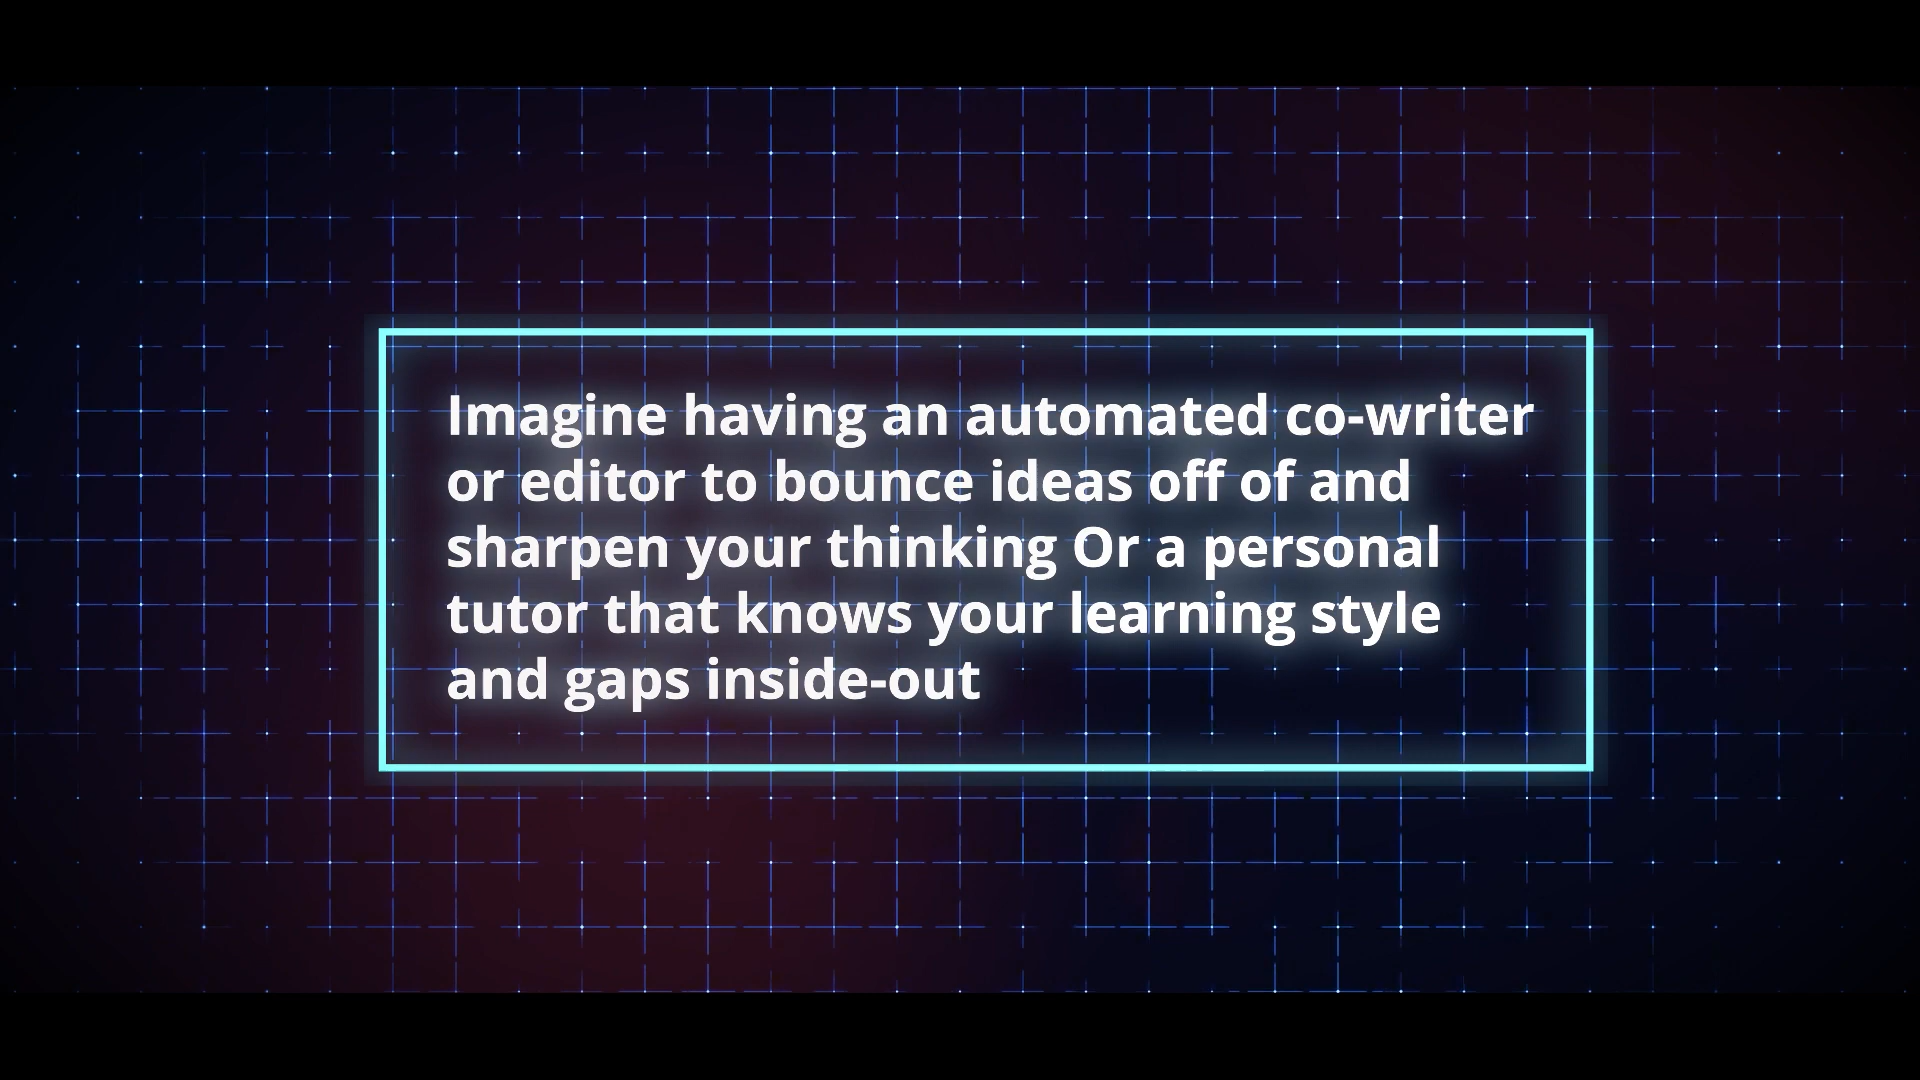 Imagine having an automated co-writer
or editor to bounce ideas off of and
sharpen your thinking Or a personal
tutor that knows your learning style
and gaps inside-out